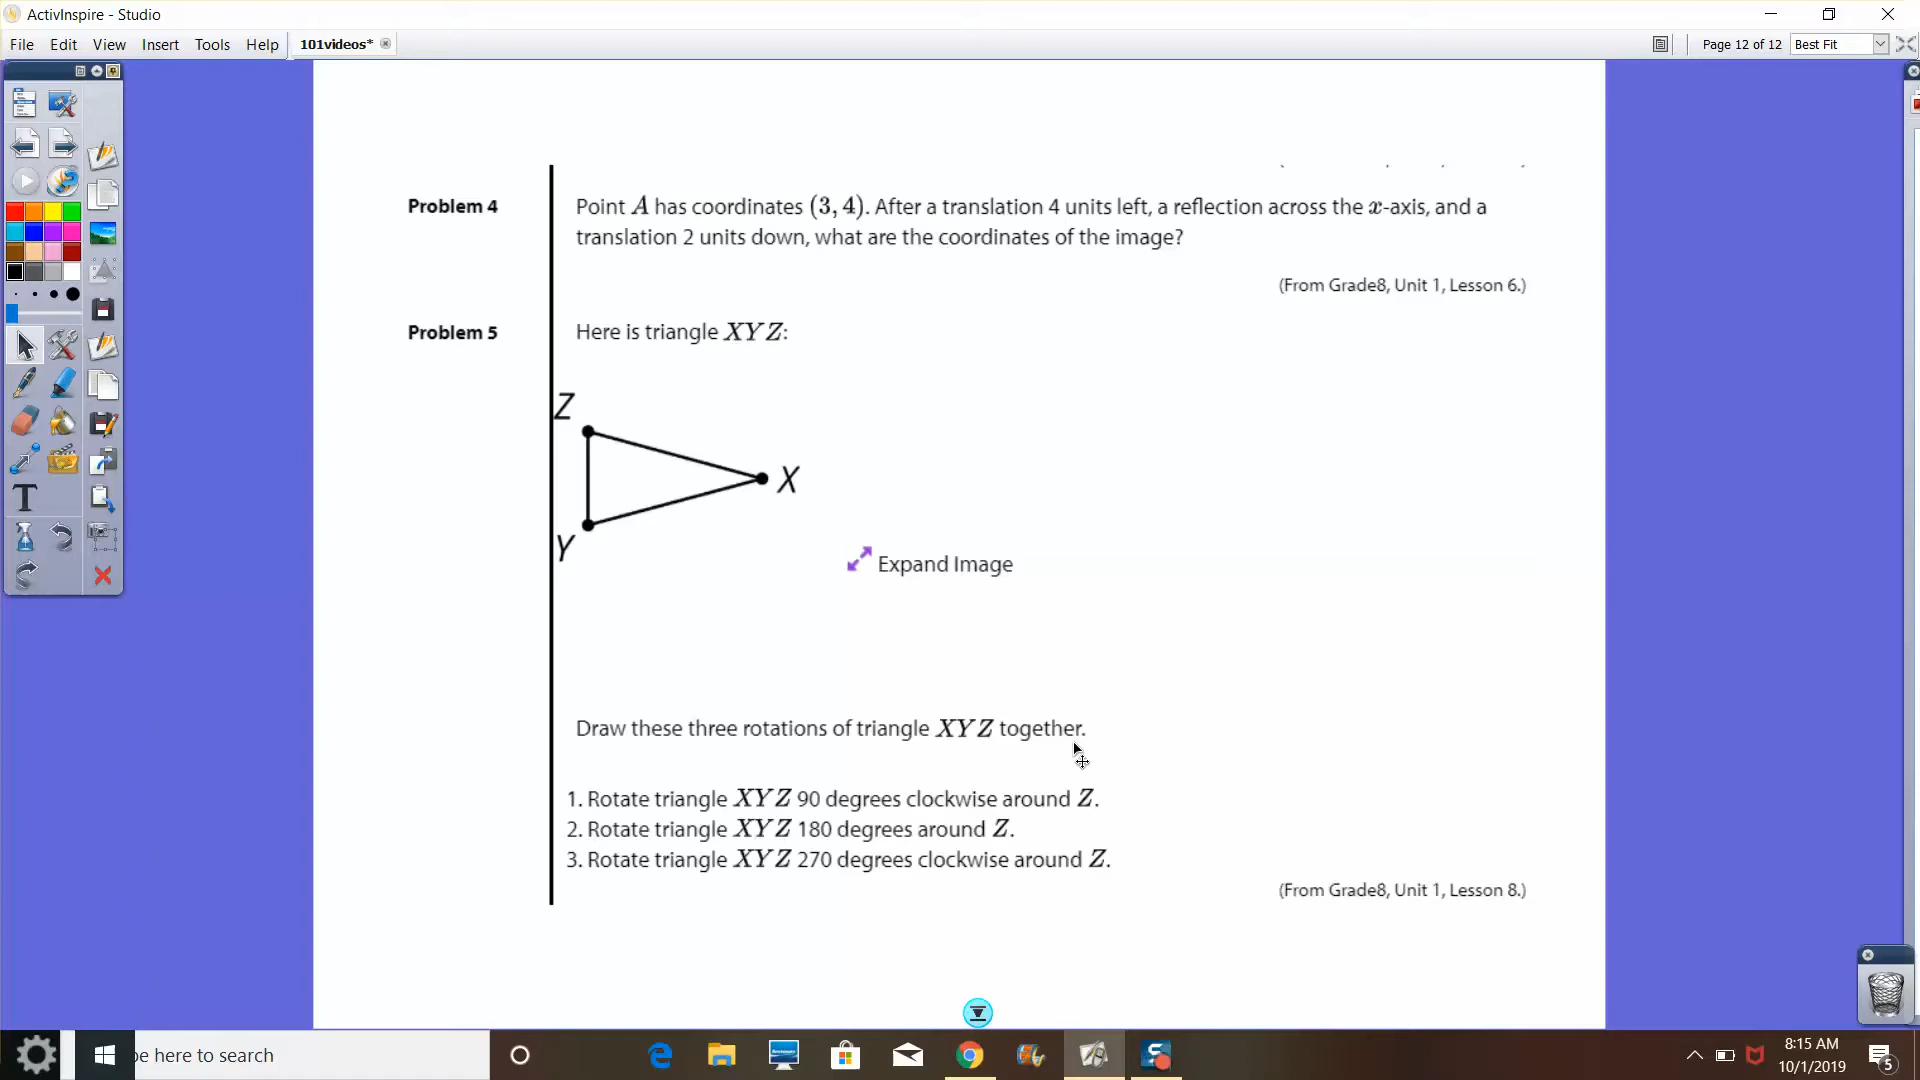 ActivInspire - Studio
File Edit View Insert Tools Help 101videos* Page 12 of 12 Best Fit
Problem 4 Point A has coordinates (3, 4). After a translation 4 units left, a reflection across the x-axis, and a
translation 2 units down, what are the coordinates of the image?
(From Grade8, Unit 1, Lesson 6.)
Problem 5 Here is triangle XYZ:
Z
X
Y
Expand Image
Draw these three rotations of triangle XYZ together.
1. Rotate triangle XYZ 90 degrees clockwise around Z.
2. Rotate triangle XYZ 180 degrees around Z.
3. Rotate triangle XYZ 270 degrees clockwise around Z.
(From Grade8, Unit 1, Lesson 8.)
pe here to search
8:15 AM
10/1/2019
5